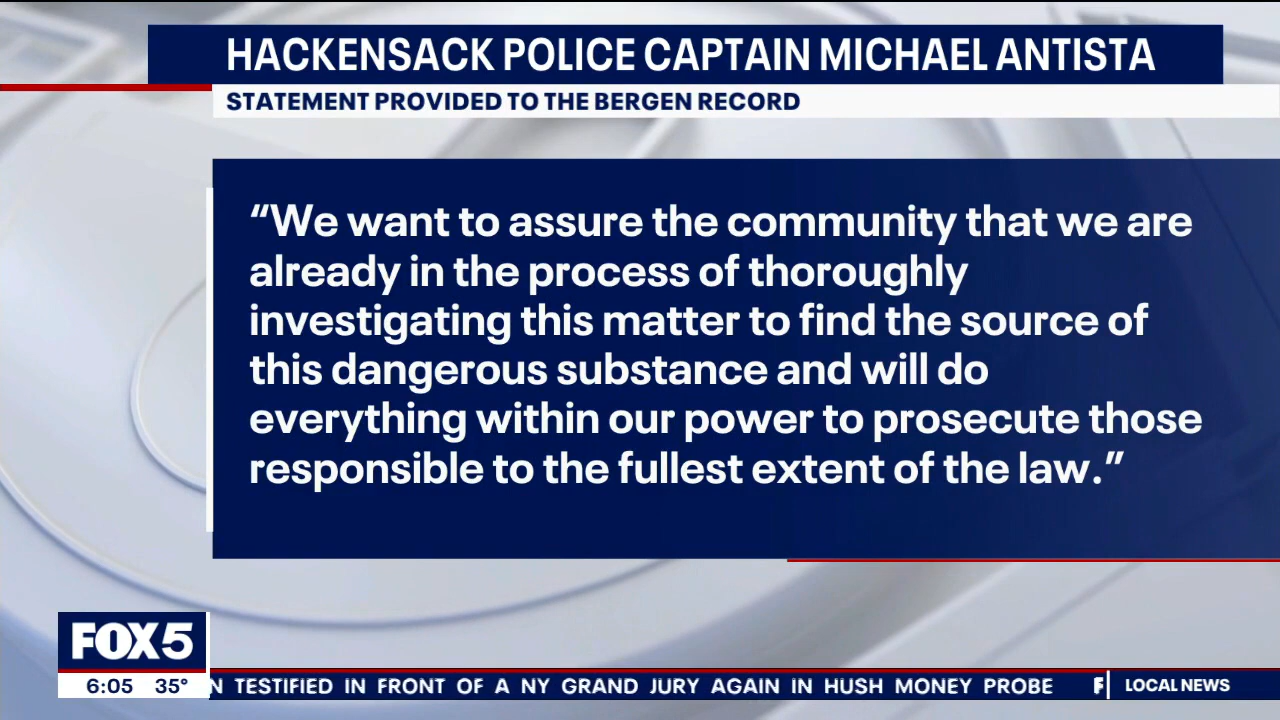 HACKENSACK POLICE CAPTAIN MICHAEL ANTISTA
STATEMENT PROVIDED TO THE BERGEN RECORD
“We want to assure the community that we are
already in the process of thoroughly
investigating this matter to find the source of
this dangerous substance and will do
everything within our power to prosecute those
responsible to the fullest extent of the law.”
FOX 5
6:05 35°
N TESTIFIED IN FRONT OF A NY GRAND JURY AGAIN IN HUSH MONEY PROBE
LOCAL NEWS